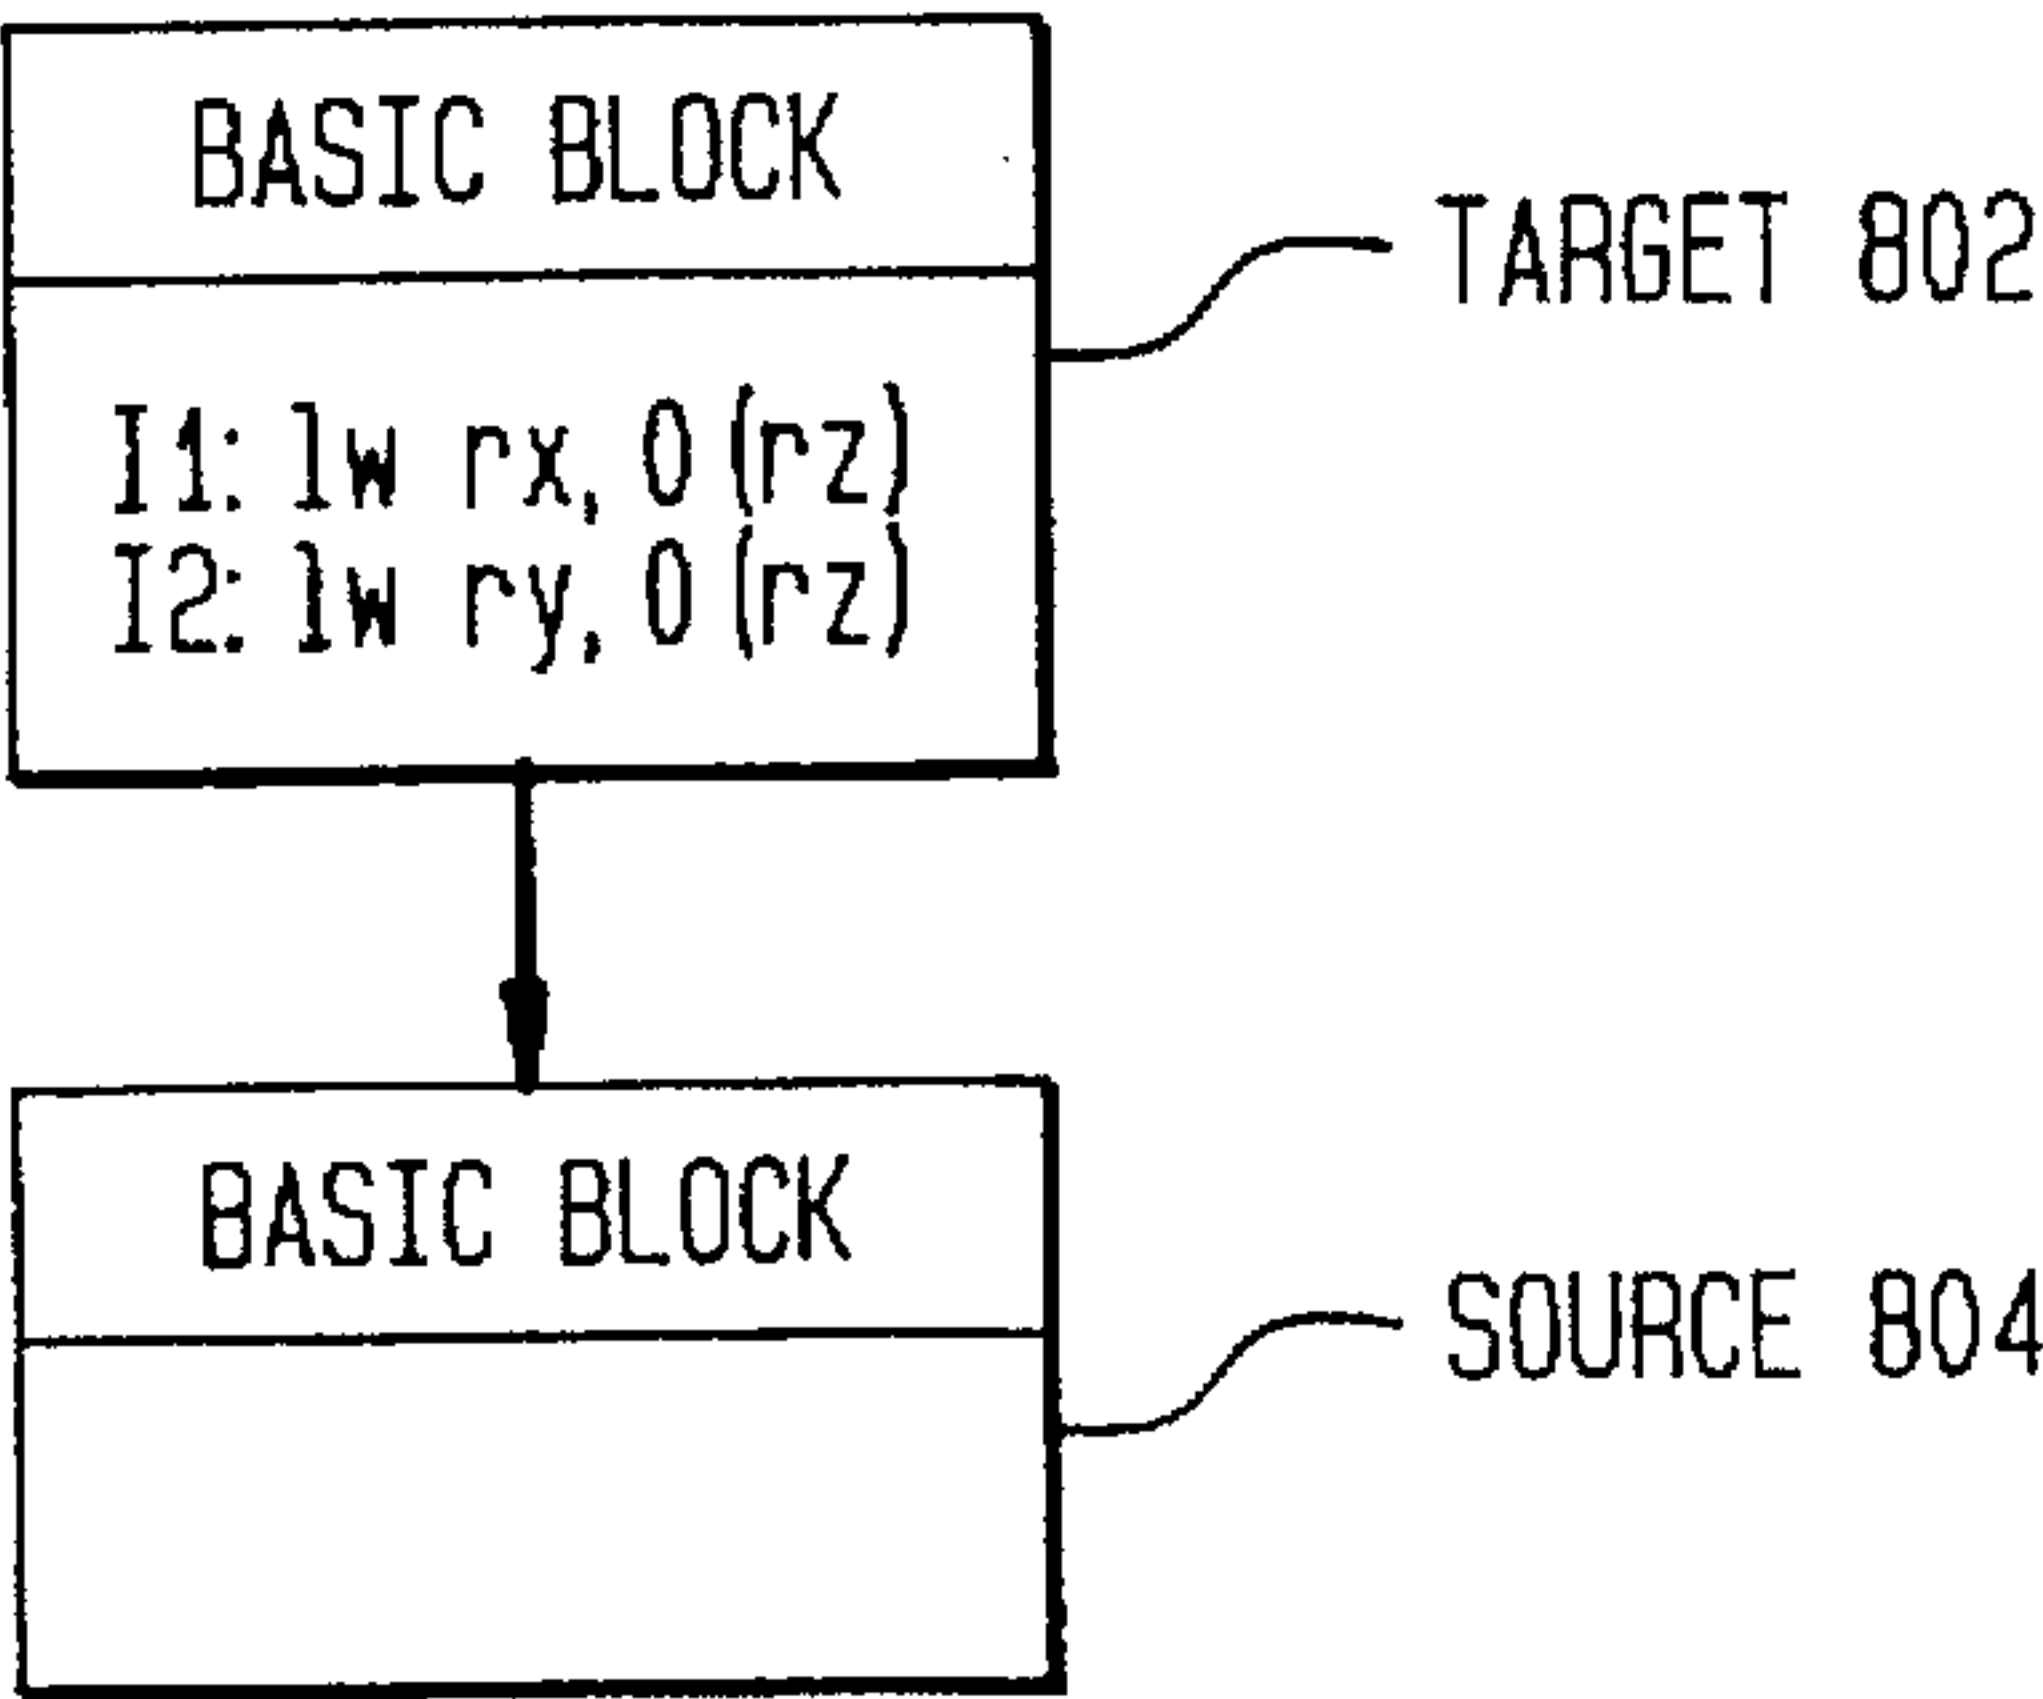 BASIC BLOCK
TARGET 802
I1: lw rx, 0 (rz)
I2: lw ry, 0 (rz)
BASIC BLOCK
SOURCE 804